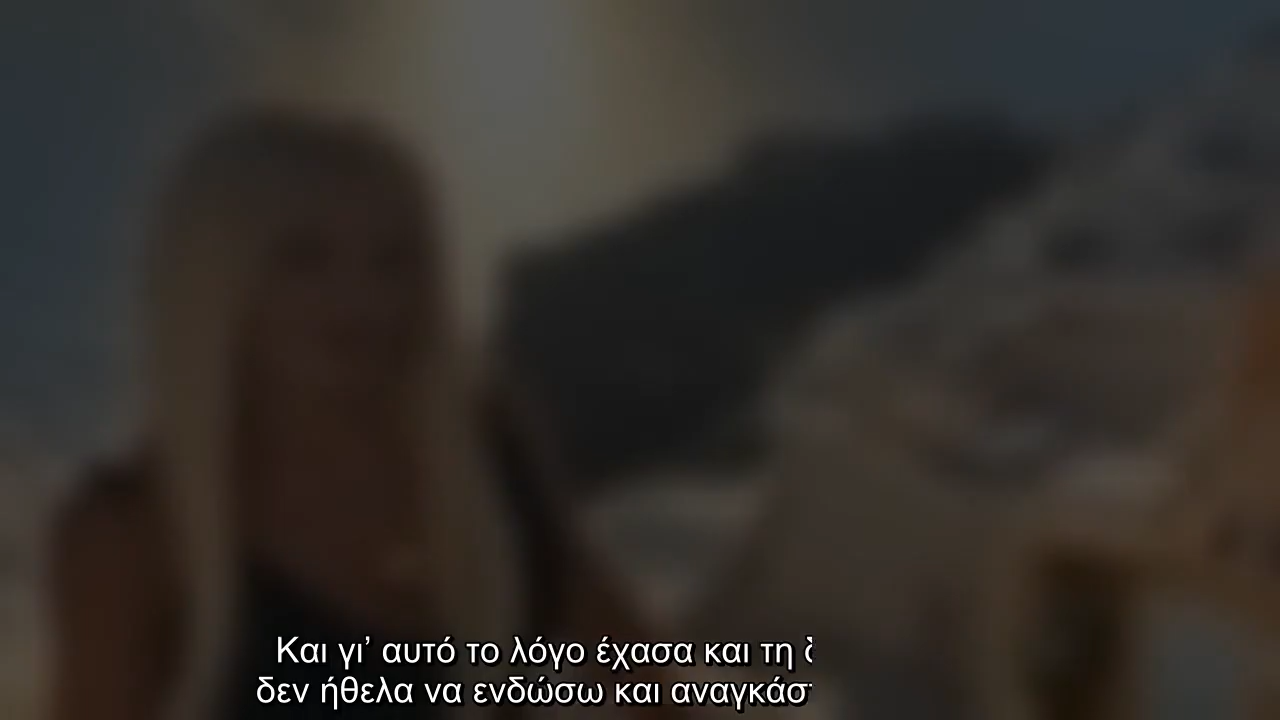 Και γι’ αυτό το λόγο έχασα και τη
δεν ήθελα να ενδώσω και